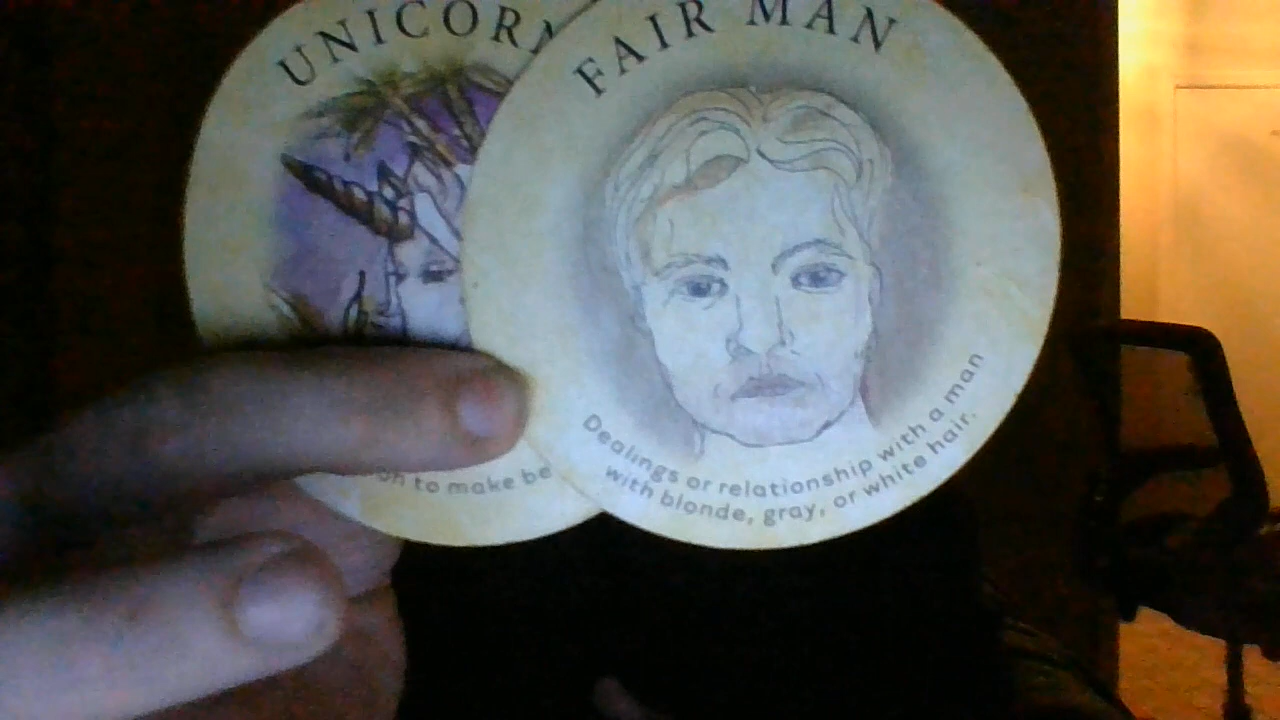 UNICOR
FAIR MAN
to make be
Dealings or relationship with a man
with blonde, gray, or white hair.